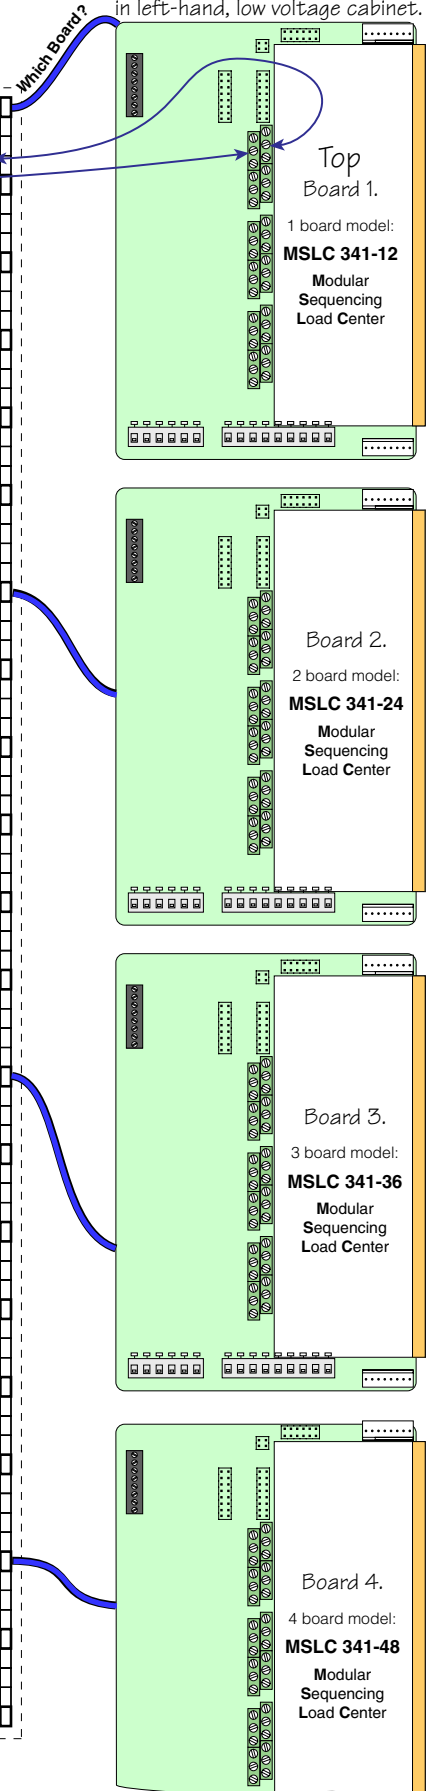 in left-hand, low voltage cabinet.
Which Board?
Top
Board 1.
1 board model:
MSLC 341-12
Modular
Sequencing
Load Center
Board 2.
2 board model:
MSLC 341-24
Modular
Sequencing
Load Center
Board 3.
3 board model:
MSLC 341-36
Modular
Sequencing
Load Center
Board 4.
4 board model:
MSLC 341-48
Modular
Sequencing
Load Center